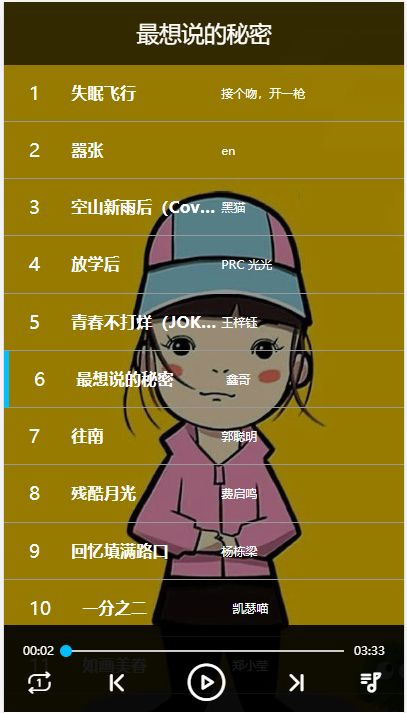 最想说的秘密
1 失眠飞行 接个吻，开一枪
2 嚣张 en
3 空山新雨后（Cov... 黑猫
4 放学后 PRC 光光
5 青春不打烊（JOK... 王梓钰
6 最想说的秘密 鑫哥
7 往南 郭聪明
8 残酷月光 费启鸣
9 回忆填满路口 杨栋梁
10 一分之二 凯瑟喵
11 如画美眷 郑小莹
00:02 03:33
1